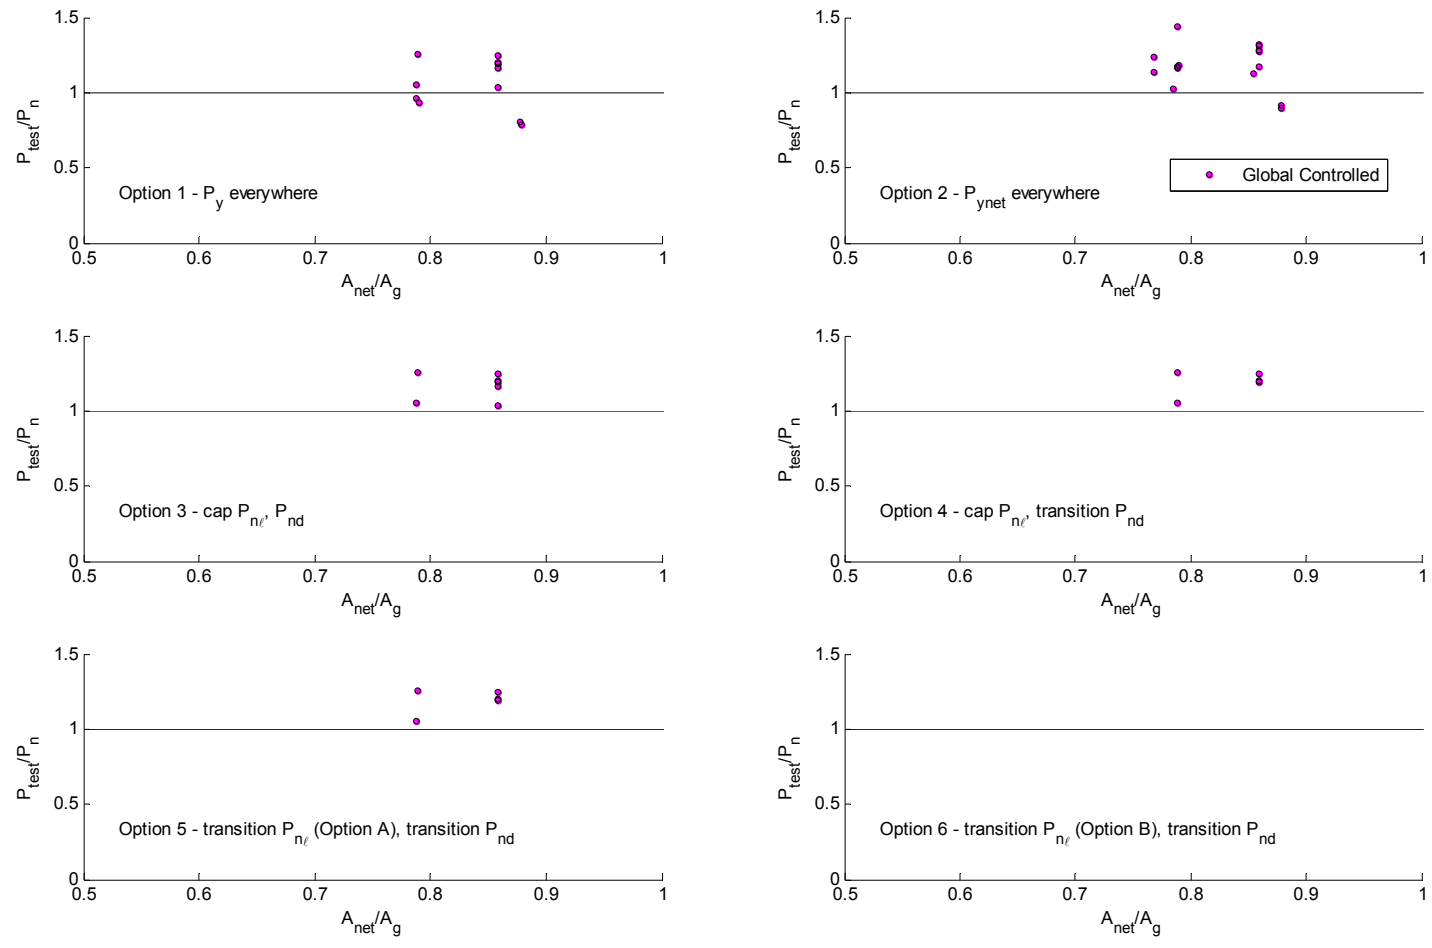 1.5
1
0.5
0
P_test/P_n
Option 1 - P_y everywhere
0.5 0.6 0.7 0.8 0.9 1
A_net/A_g
1.5
1
0.5
0
P_test/P_n
Global Controlled
Option 2 - P_ynet everywhere
0.5 0.6 0.7 0.8 0.9 1
A_net/A_g
1.5
1
0.5
0
P_test/P_n
Option 3 - cap P_nℓ, P_nd
0.5 0.6 0.7 0.8 0.9 1
A_net/A_g
1.5
1
0.5
0
P_test/P_n
Option 4 - cap P_nℓ, transition P_nd
0.5 0.6 0.7 0.8 0.9 1
A_net/A_g
1.5
1
0.5
0
P_test/P_n
Option 5 - transition P_nℓ (Option A), transition P_nd
0.5 0.6 0.7 0.8 0.9 1
A_net/A_g
1.5
1
0.5
0
P_test/P_n
Option 6 - transition P_nℓ (Option B), transition P_nd
0.5 0.6 0.7 0.8 0.9 1
A_net/A_g